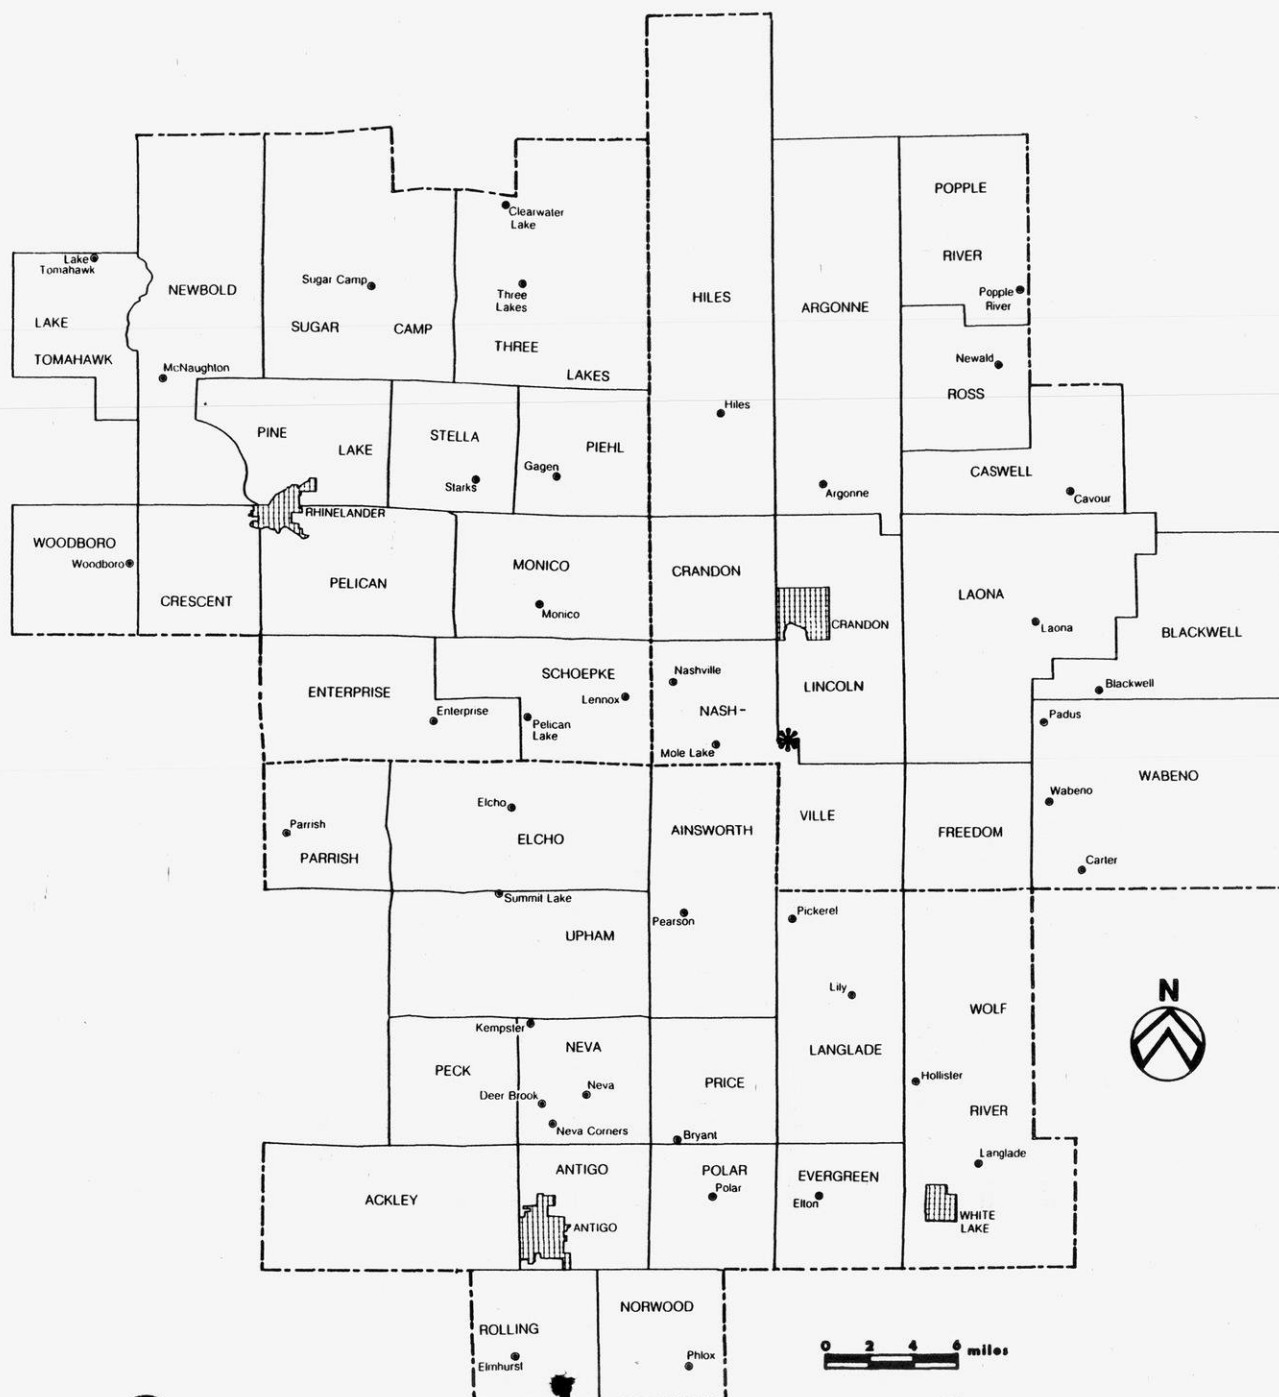 POPPLE
RIVER
Popple
River
Clearwater
Lake
Lake
Tomahawk
LAKE
TOMAHAWK
NEWBOLD
McNaughton
Sugar Camp
SUGAR CAMP
Three
Lakes
THREE
LAKES
HILES
Hiles
ARGONNE
Argonne
Newald
ROSS
CASWELL
Cavour
PINE
LAKE
STELLA
Starks
PIEHL
Gagen
RHINELANDER
WOODBORO
Woodboro
CRESCENT
PELICAN
MONICO
Monico
CRANDON
CRANDON
LAONA
Laona
BLACKWELL
Blackwell
ENTERPRISE
Enterprise
SCHOEPKE
Lennox
Pelican
Lake
Nashville
NASH-
Mole Lake
LINCOLN
Padus
WABENO
Wabeno
Carter
Parrish
PARRISH
Elcho
ELCHO
AINSWORTH
VILLE
FREEDOM
Summit Lake
UPHAM
Pearson
Pickerel
Lily
LANGLADE
WOLF
RIVER
Hollister
Langlade
N
Kempster
PECK
NEVA
Neva
Deer Brook
Neva Corners
PRICE
Bryant
ACKLEY
ANTIGO
ANTIGO
POLAR
Polar
EVERGREEN
Elton
WHITE
LAKE
ROLLING
Elmhurst
NORWOOD
Phlox
0 2 4 6 miles